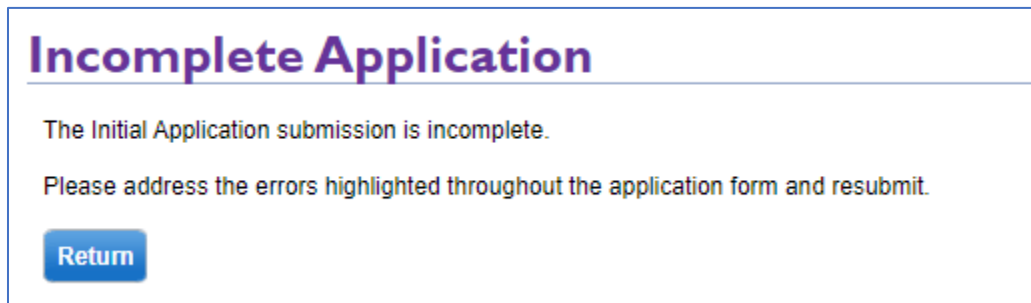 Incomplete Application
The Initial Application submission is incomplete.
Please address the errors highlighted throughout the application form and resubmit.
Return